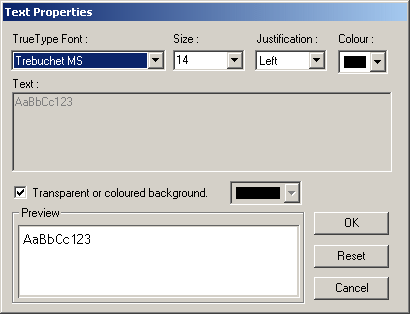 Text Properties
TrueType Font : Size : Justification : Colour :
Trebuchet MS 14 Left
Text :
AaBbCc123
Transparent or coloured background.
Preview
AaBbCc123
OK
Reset
Cancel